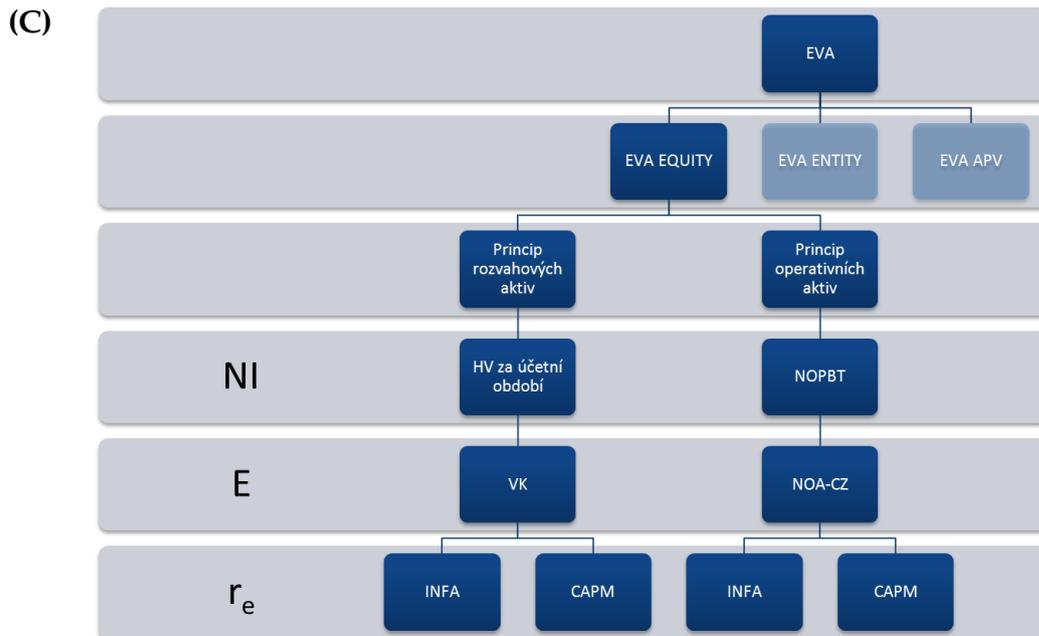 (C)
EVA
EVA EQUITY
EVA ENTITY
EVA APV
Princip
rozvahových
aktiv
Princip
operativních
aktiv
NI
HV za účetní
období
NOPBT
E
VK
NOA-CZ
re
INFA
CAPM
INFA
CAPM